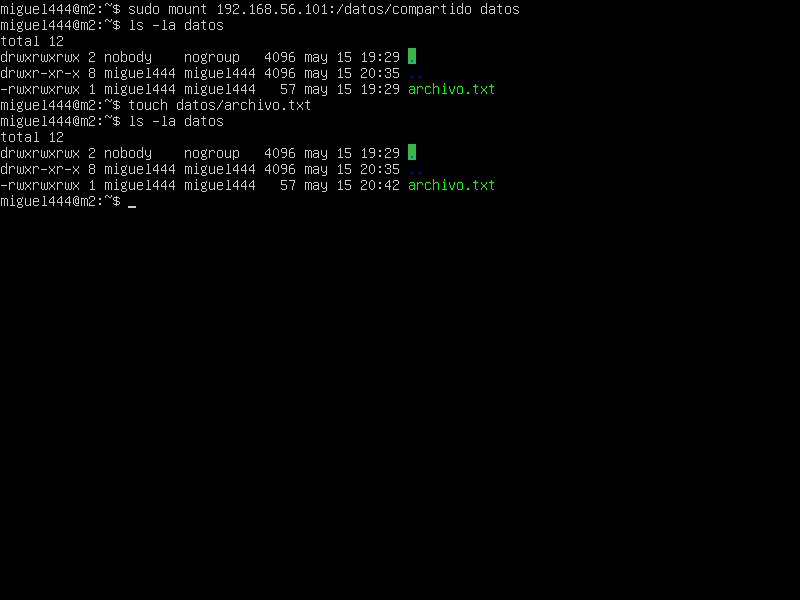 miguel444@m2:~$ sudo mount 192.168.56.101:/datos/compartido datos
miguel444@m2:~$ ls -la datos
total 12
drwxrwxrwx 2 nobody    nogroup   4096 may 15 19:29 .
drwxr-xr-x 8 miguel444 miguel444 4096 may 15 20:35 ..
-rwxrwxrwx 1 miguel444 miguel444   57 may 15 19:29 archivo.txt
miguel444@m2:~$ touch datos/archivo.txt
miguel444@m2:~$ ls -la datos
total 12
drwxrwxrwx 2 nobody    nogroup   4096 may 15 19:29 .
drwxr-xr-x 8 miguel444 miguel444 4096 may 15 20:35 ..
-rwxrwxrwx 1 miguel444 miguel444   57 may 15 20:42 archivo.txt
miguel444@m2:~$ _